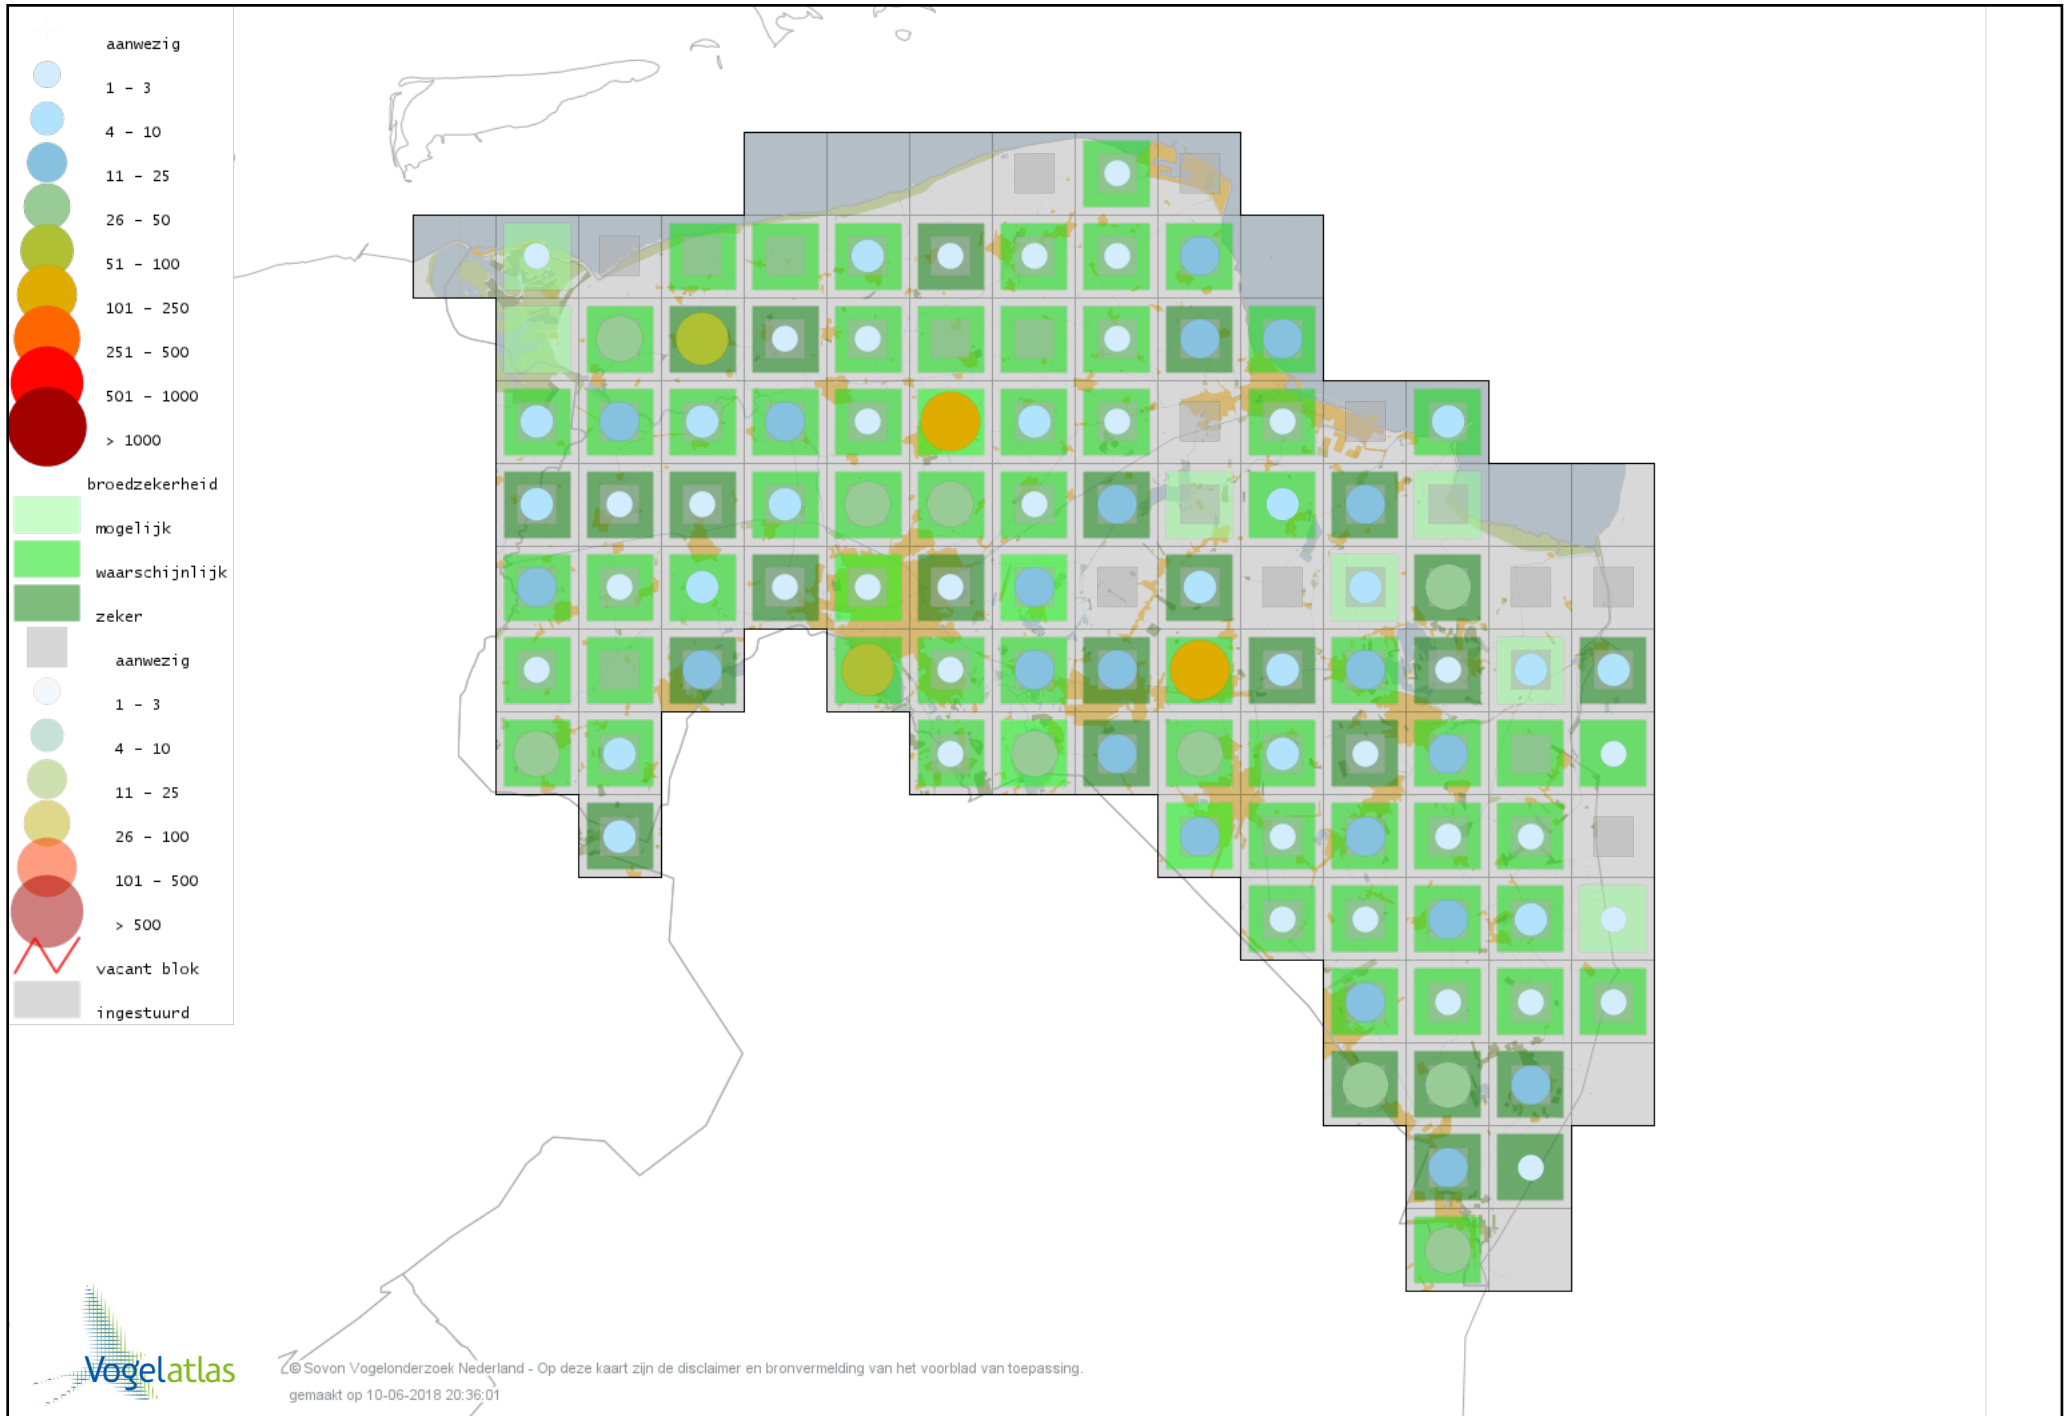 aanwezig
1 - 3
4 - 10
11 - 25
26 - 50
51 - 100
101 - 250
251 - 500
501 - 1000
> 1000
broedzekerheid
mogelijk
waarschijnlijk
zeker
aanwezig
1 - 3
4 - 10
11 - 25
26 - 100
101 - 500
> 500
vacant blok
ingestuurd
Vogelatlas
© Sovon Vogelonderzoek Nederland - Op deze kaart zijn de disclaimer en bronvermelding van het voorblad van toepassing.
gemaakt op 10-06-2018 20:36:01